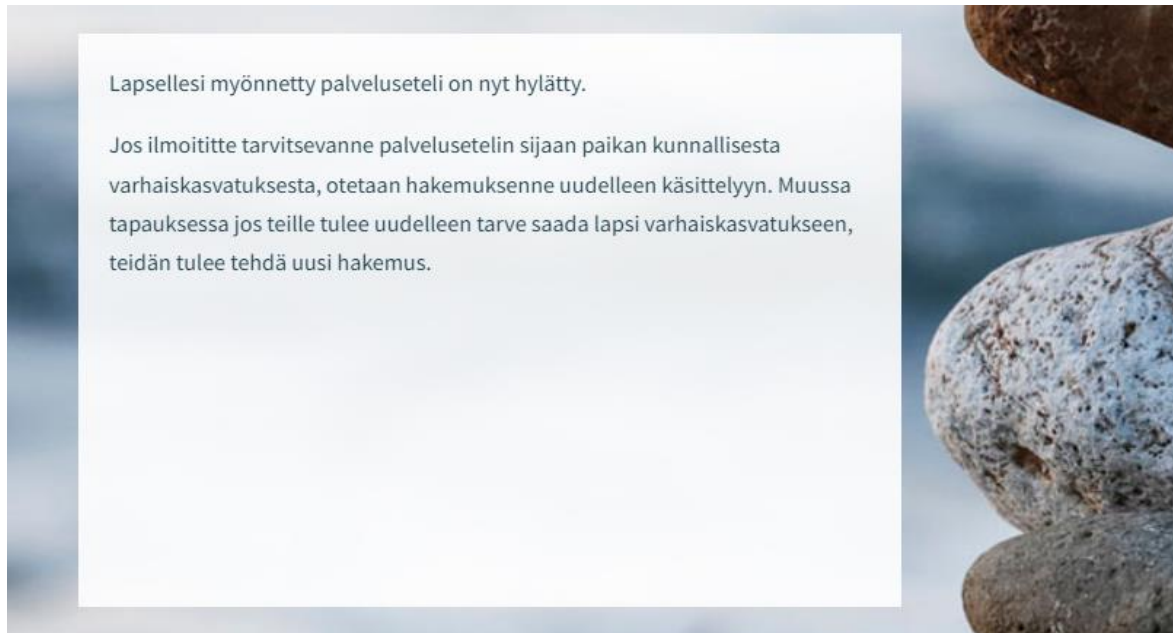 Lapsellesi myönnetty palveluseteli on nyt hylätty.
Jos ilmoititte tarvitsevanne palvelusetelin sijaan paikan kunnallisesta
varhaiskasvatuksesta, otetaan hakemuksenne uudelleen käsittelyyn. Muussa
tapauksessa jos teille tulee uudelleen tarve saada lapsi varhaiskasvatukseen,
teidän tulee tehdä uusi hakemus.